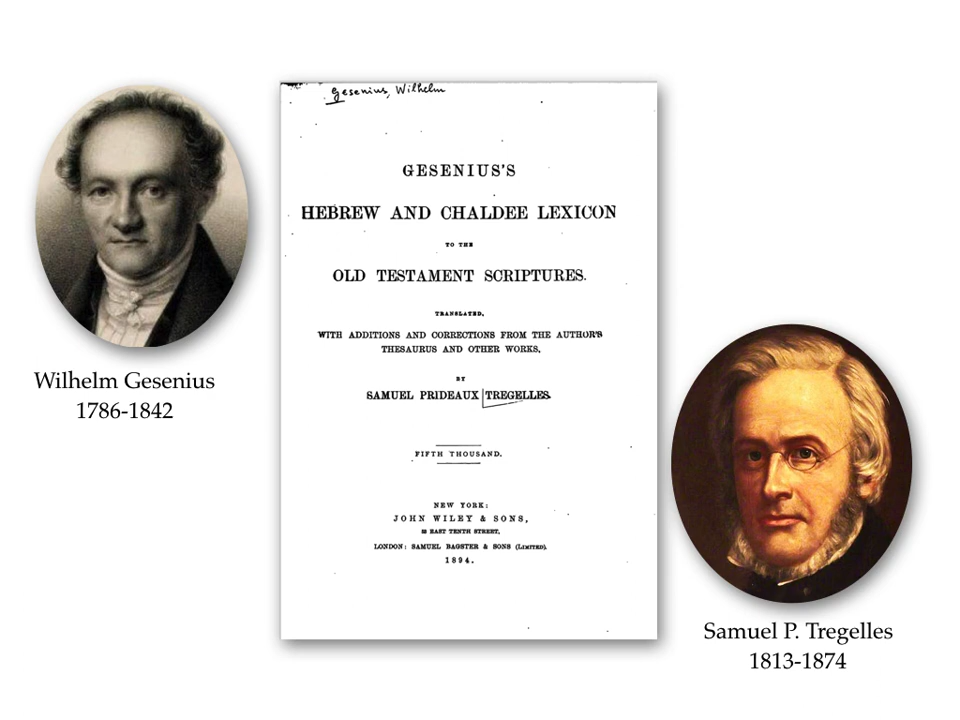 Gesenius, Wilhelm
GESENIUS'S
HEBREW AND CHALDEE LEXICON
TO THE
OLD TESTAMENT SCRIPTURES.
TRANSLATED,
WITH ADDITIONS AND CORRECTIONS FROM THE AUTHOR'S
THESAURUS AND OTHER WORKS,
BY
SAMUEL PRIDEAUX TREGELLES.
FIFTH THOUSAND.
NEW YORK:
JOHN WILEY & SONS,
EAST TENTH STREET,
LONDON: SAMUEL BAGSTER & SONS (LIMITED).
1894.
Wilhelm Gesenius
1786-1842
Samuel P. Tregelles
1813-1874